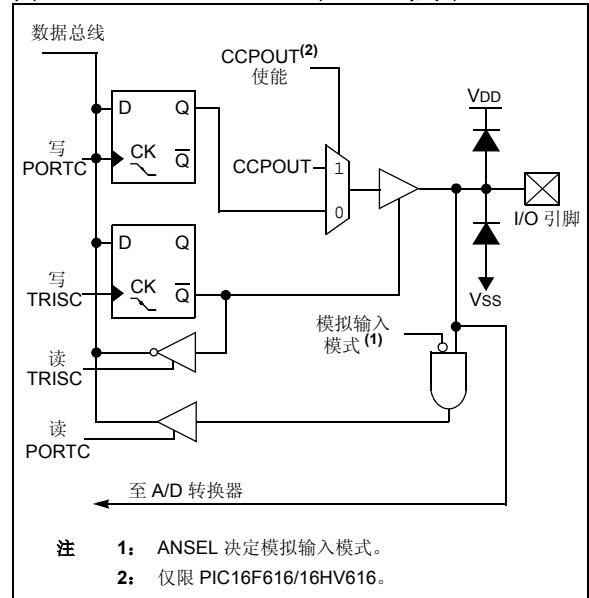 数据总线
CCPOUT(2)
使能
VDD
D Q
写
PORTC
CK Q
CCPOUT
1
0
I/O 引脚
D Q
写
TRISC
CK Q
VSS
模拟输入
模式 (1)
读
TRISC
读
PORTC
至 A/D 转换器
注 1: ANSEL 决定模拟输入模式。
2: 仅限 PIC16F616/16HV616。